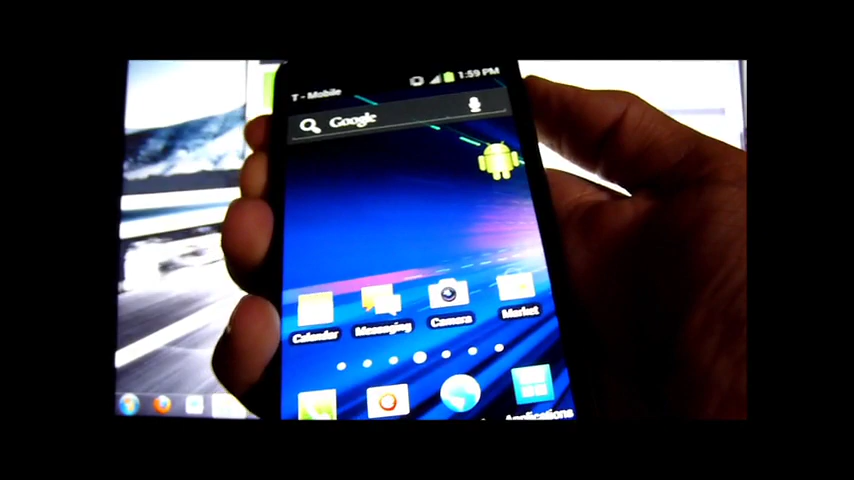 1:59 PM
T - Mobile
Google
Calendar
Messaging
Camera
Market
Applications